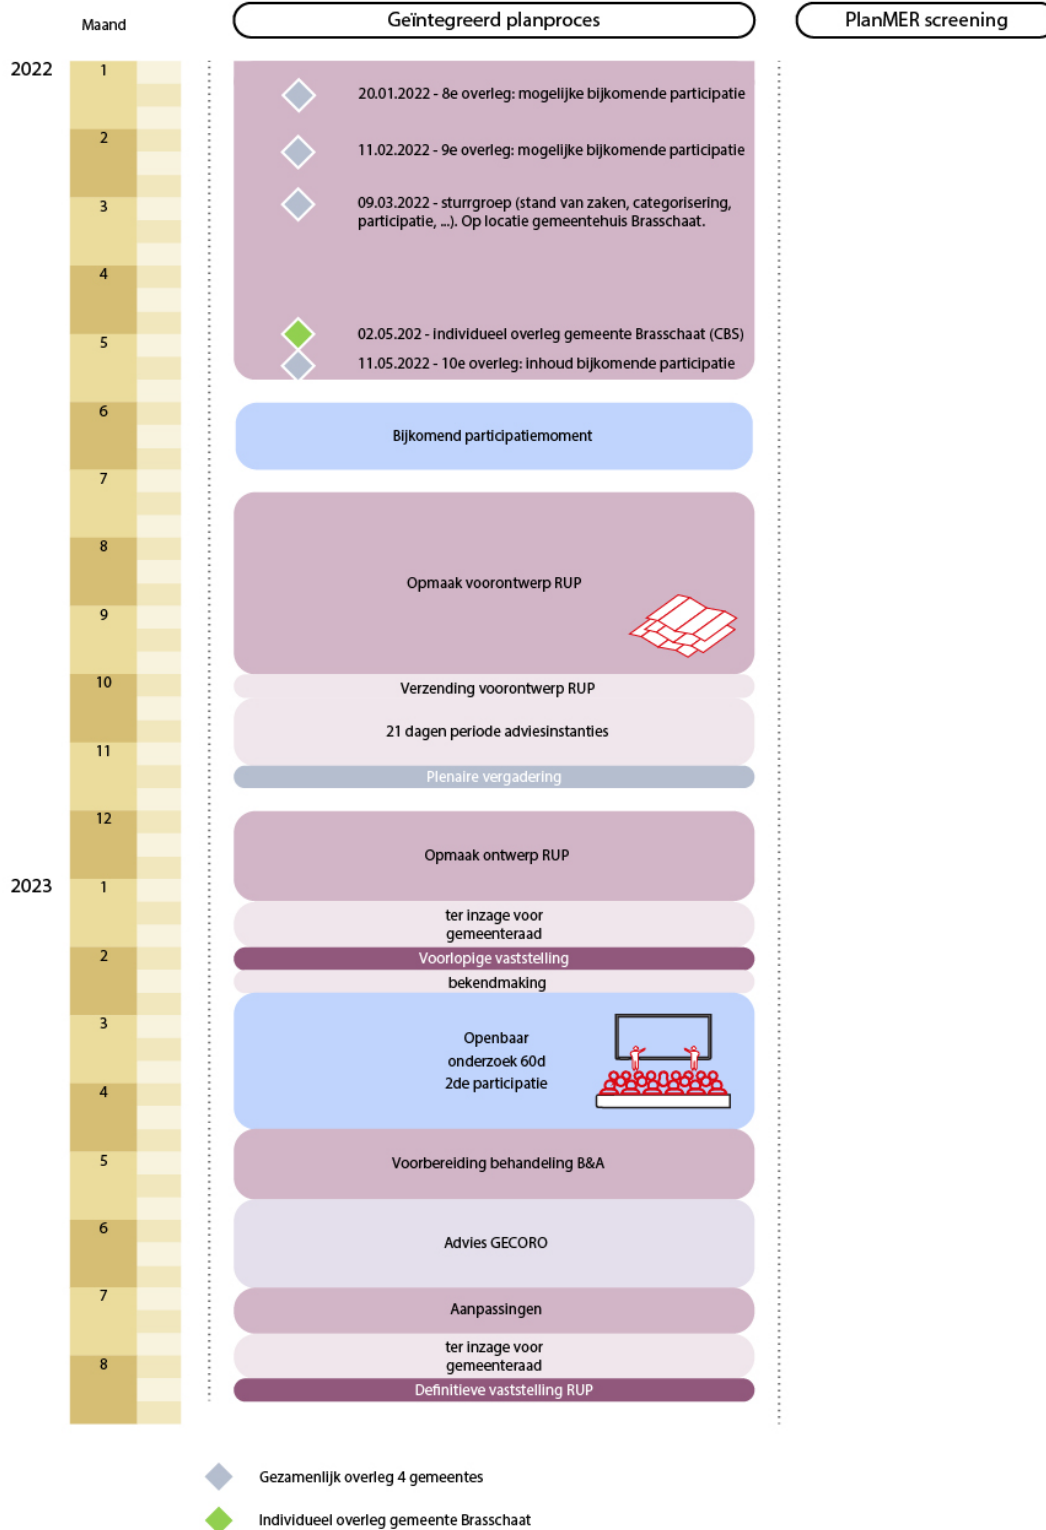 Maand
Geïntegreerd planproces
PlanMER screening
2022
1
20.01.2022 - 8e overleg: mogelijke bijkomende participatie
2
11.02.2022 - 9e overleg: mogelijke bijkomende participatie
3
09.03.2022 - sturrgroep (stand van zaken, categorisering,
participatie, ...). Op locatie gemeentehuis Brasschaat.
4
02.05.202 - individueel overleg gemeente Brasschaat (CBS)
5
11.05.2022 - 10e overleg: inhoud bijkomende participatie
6
Bijkomend participatiemoment
7
8
Opmaak voorontwerp RUP
9
10
Verzending voorontwerp RUP
21 dagen periode adviesinstanties
11
Plenaire vergadering
12
Opmaak ontwerp RUP
2023
1
ter inzage voor
gemeenteraad
2
Voorlopige vaststelling
bekendmaking
3
Openbaar
onderzoek 60d
2de participatie
4
5
Voorbereiding behandeling B&A
6
Advies GECORO
7
Aanpassingen
ter inzage voor
gemeenteraad
8
Definitieve vaststelling RUP
Gezamenlijk overleg 4 gemeentes
Individueel overleg gemeente Brasschaat